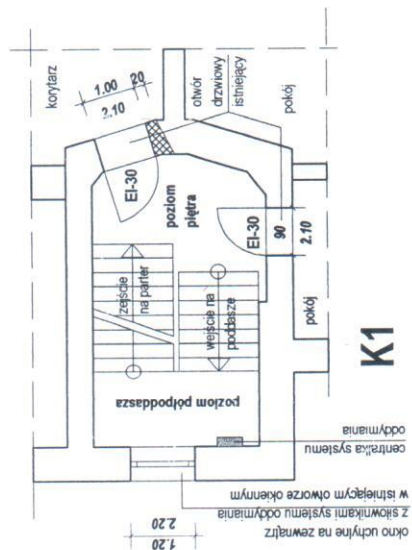 korytarz
1.00
20
2.10
otwór
drzwiowy
istniejący
pokój
EI-30
poziom
piętra
EI-30
90
2.10
zejście
na parter
wejście na
poddasze
pokój
poziom półpoddasza
K1
centralka systemu
oddymiania
okno uchylne na zewnątrz
z siłownikami systemu oddymiania
w istniejącym otworze okiennym
1.20
2.20